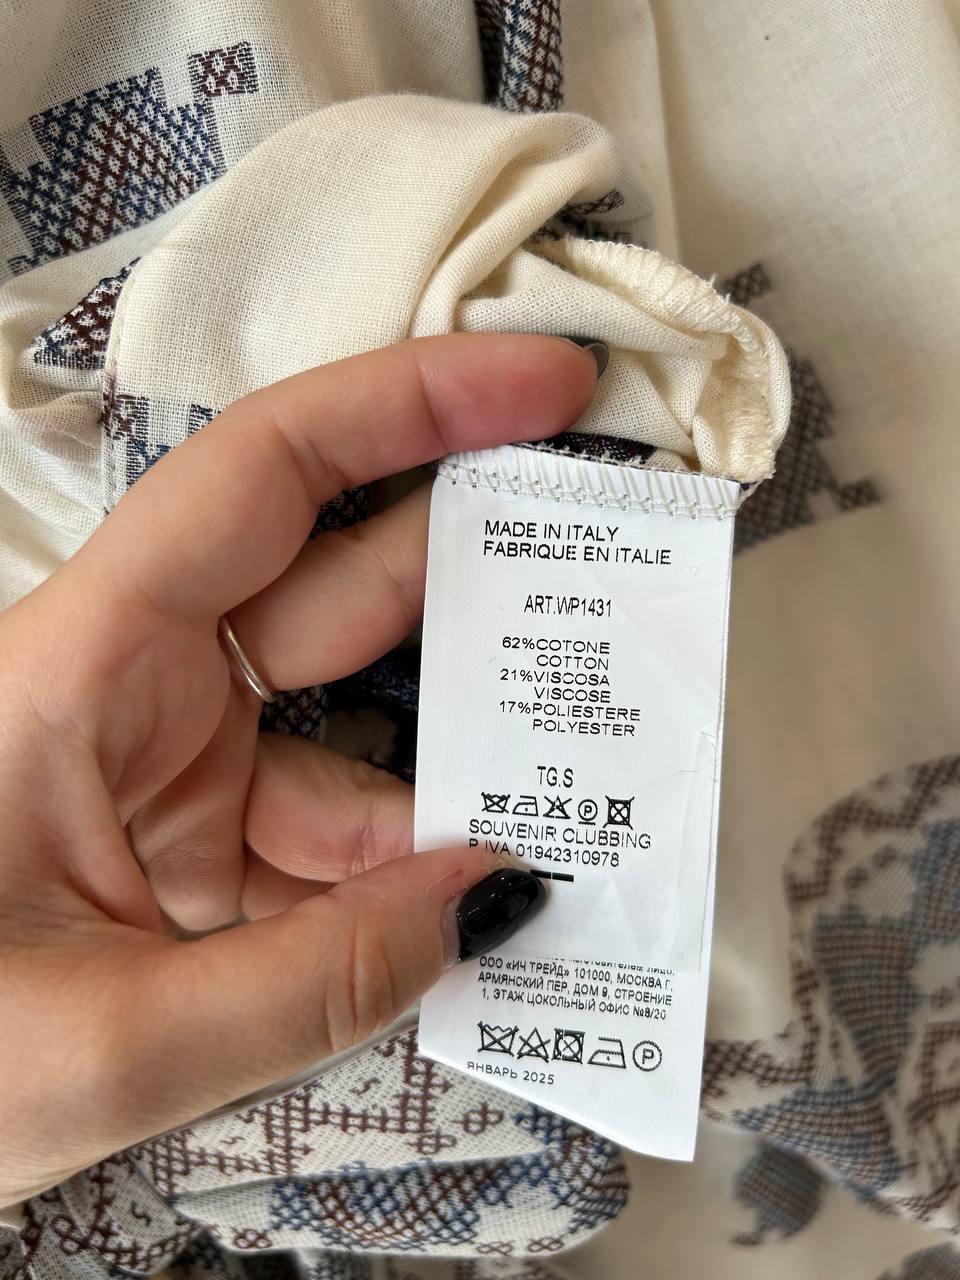 MADE IN ITALY
FABRIQUE EN ITALIE
ART.WP1431
62%COTONE
COTTON
21%VISCOSA
VISCOSE
17%POLIESTERE
POLYESTER
TG.S
SOUVENIR CLUBBING
P.IVA 01942310978
ООО «ИЧ ТРЕЙД» 101000, МОСКВА Г,
АРМЯНСКИЙ ПЕР, ДОМ 9, СТРОЕНИЕ
1, ЭТАЖ ЦОКОЛЬНЫЙ ОФИС №8/20
ЯНВАРЬ 2025